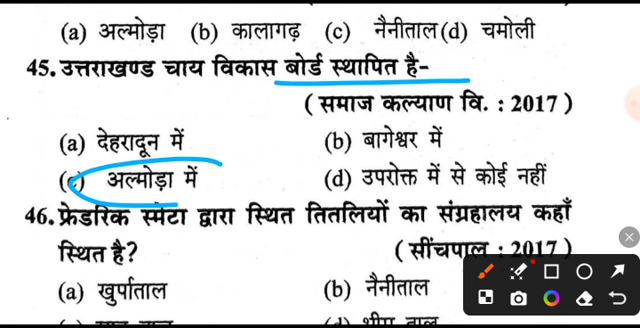 (a) अल्मोड़ा (b) कालागढ़ (c) नैनीताल (d) चमोली
45. उत्तराखण्ड चाय विकास बोर्ड स्थापित है-
(समाज कल्याण वि. : 2017)
(a) देहरादून में (b) बागेश्वर में
(c) अल्मोड़ा में (d) उपरोक्त में से कोई नहीं
46. फ्रेडरिक स्मेटा द्वारा स्थित तितलियों का संग्रहालय कहाँ
स्थित है? (सींचपाल : 2017)
(a) खुर्पाताल (b) नैनीताल
(d) भीम ताल